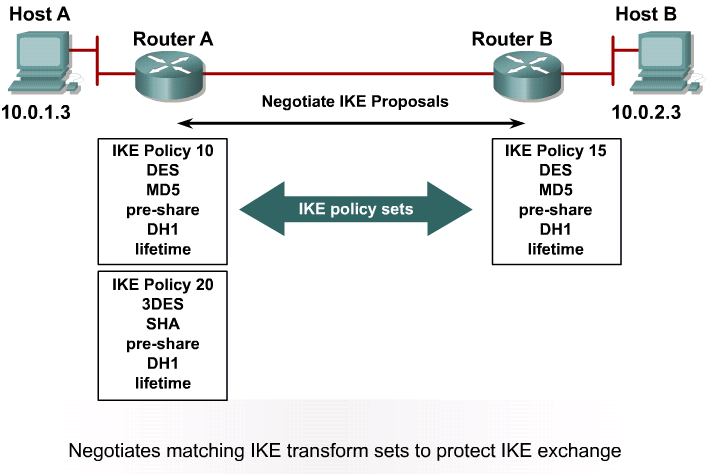 Host A
Host B
Router A
Router B
10.0.1.3
10.0.2.3
Negotiate IKE Proposals
IKE Policy 10
DES
MD5
pre-share
DH1
lifetime
IKE policy sets
IKE Policy 15
DES
MD5
pre-share
DH1
lifetime
IKE Policy 20
3DES
SHA
pre-share
DH1
lifetime
Negotiates matching IKE transform sets to protect IKE exchange